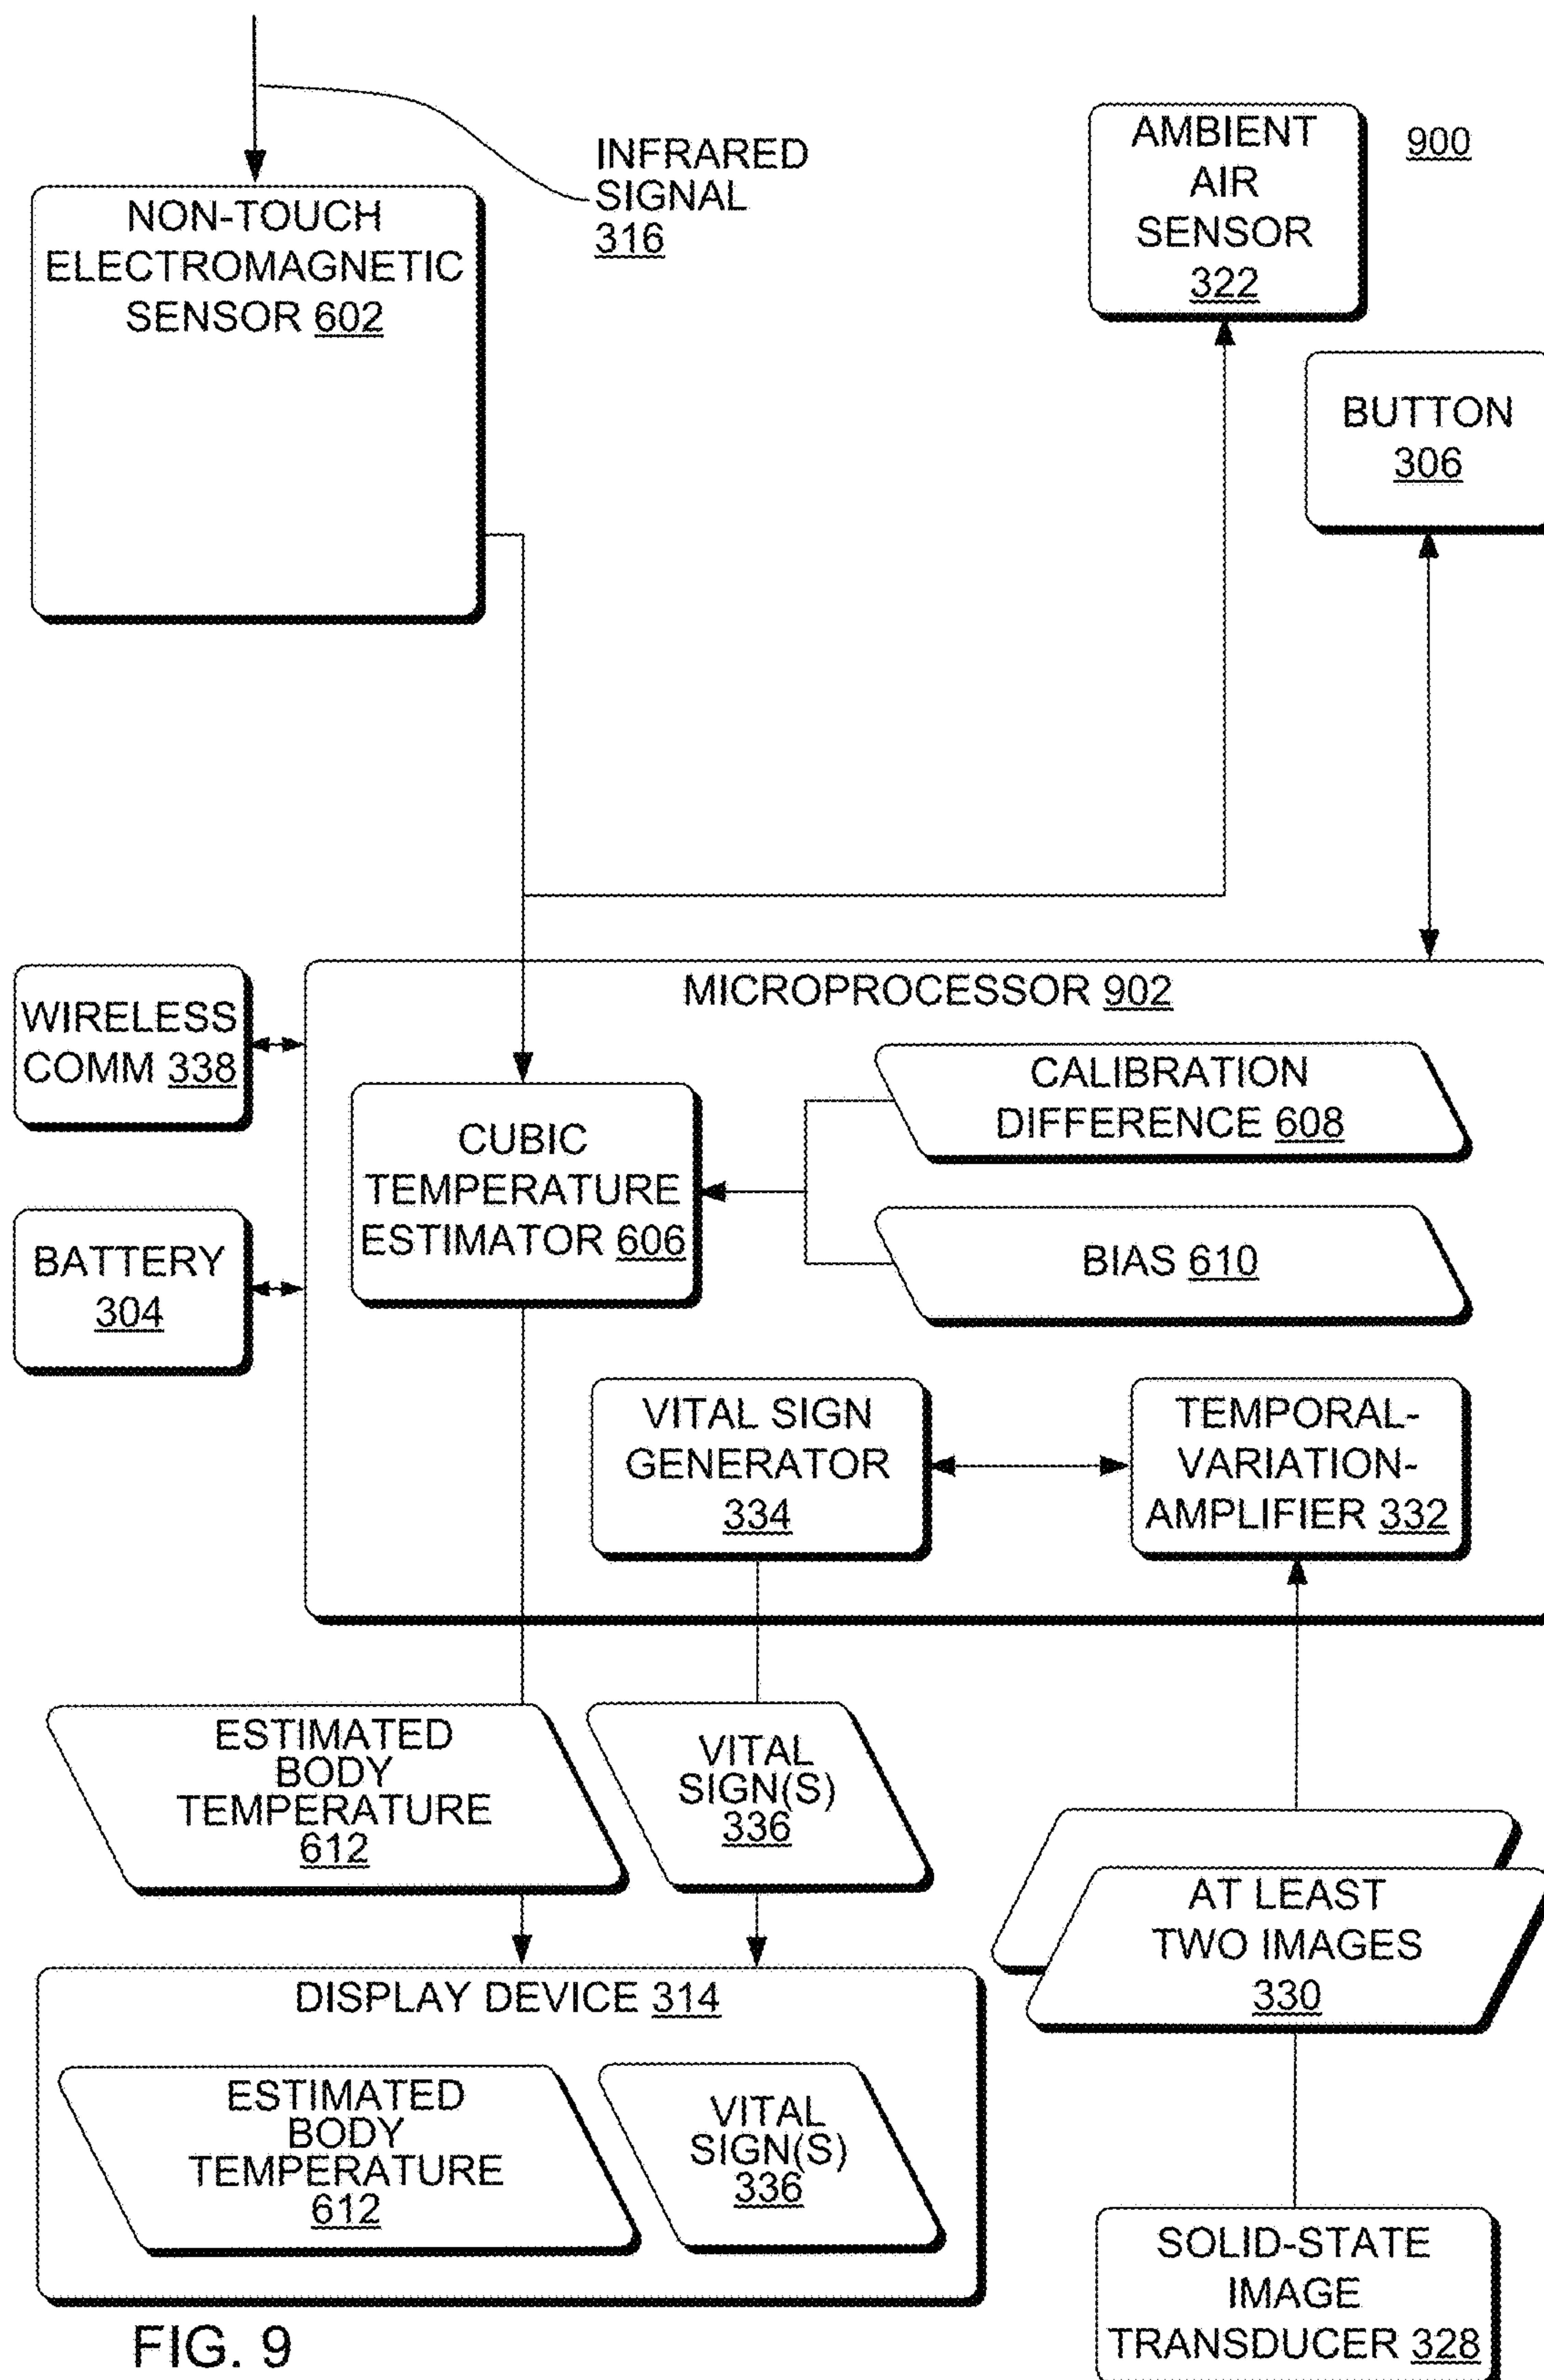 INFRARED
SIGNAL
316
AMBIENT
AIR
SENSOR
322
900
NON-TOUCH
ELECTROMAGNETIC
SENSOR 602
BUTTON
306
MICROPROCESSOR 902
WIRELESS
COMM 338
CALIBRATION
DIFFERENCE 608
CUBIC
TEMPERATURE
ESTIMATOR 606
BATTERY
304
BIAS 610
VITAL SIGN
GENERATOR
334
TEMPORAL-
VARIATION-
AMPLIFIER 332
ESTIMATED
BODY
TEMPERATURE
612
VITAL
SIGN(S)
336
AT LEAST
TWO IMAGES
330
DISPLAY DEVICE 314
ESTIMATED
BODY
TEMPERATURE
612
VITAL
SIGN(S)
336
SOLID-STATE
IMAGE
TRANSDUCER 328
FIG. 9